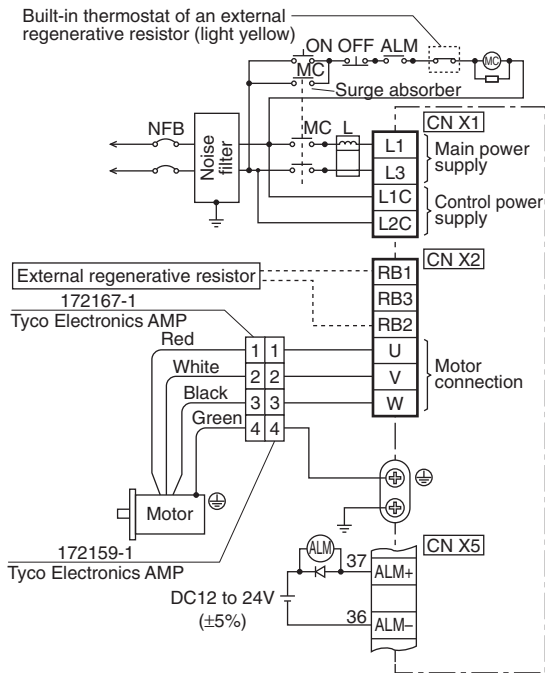 Built-in thermostat of an external
regenerative resistor (light yellow)
ON OFF ALM
MC
MC
Surge absorber
NFB
Noise
filter
MC L
CN X1
L1
L3
L1C
L2C
Main power
supply
Control power
supply
CN X2
External regenerative resistor
RB1
RB3
RB2
U
V
W
Motor
connection
172167-1
Tyco Electronics AMP
Red
White
Black
Green
1 1
2 2
3 3
4 4
Motor
172159-1
Tyco Electronics AMP
ALM
DC12 to 24V
(±5%)
37
36
CN X5
ALM+
ALM−